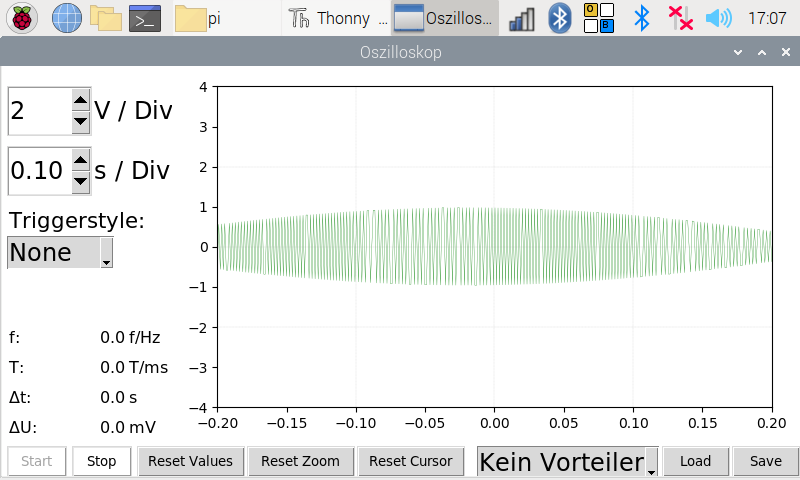 pi
Thonny ...
Oszillos...
O
B
17:07
Oszilloskop
2 V / Div
0.10 s / Div
Triggerstyle:
None
f: 0.0 f/Hz
T: 0.0 T/ms
Δt: 0.0 s
ΔU: 0.0 mV
4
3
2
1
0
−1
−2
−3
−4
−0.20 −0.15 −0.10 −0.05 0.00 0.05 0.10 0.15 0.20
Start Stop Reset Values Reset Zoom Reset Cursor Kein Vorteiler Load Save